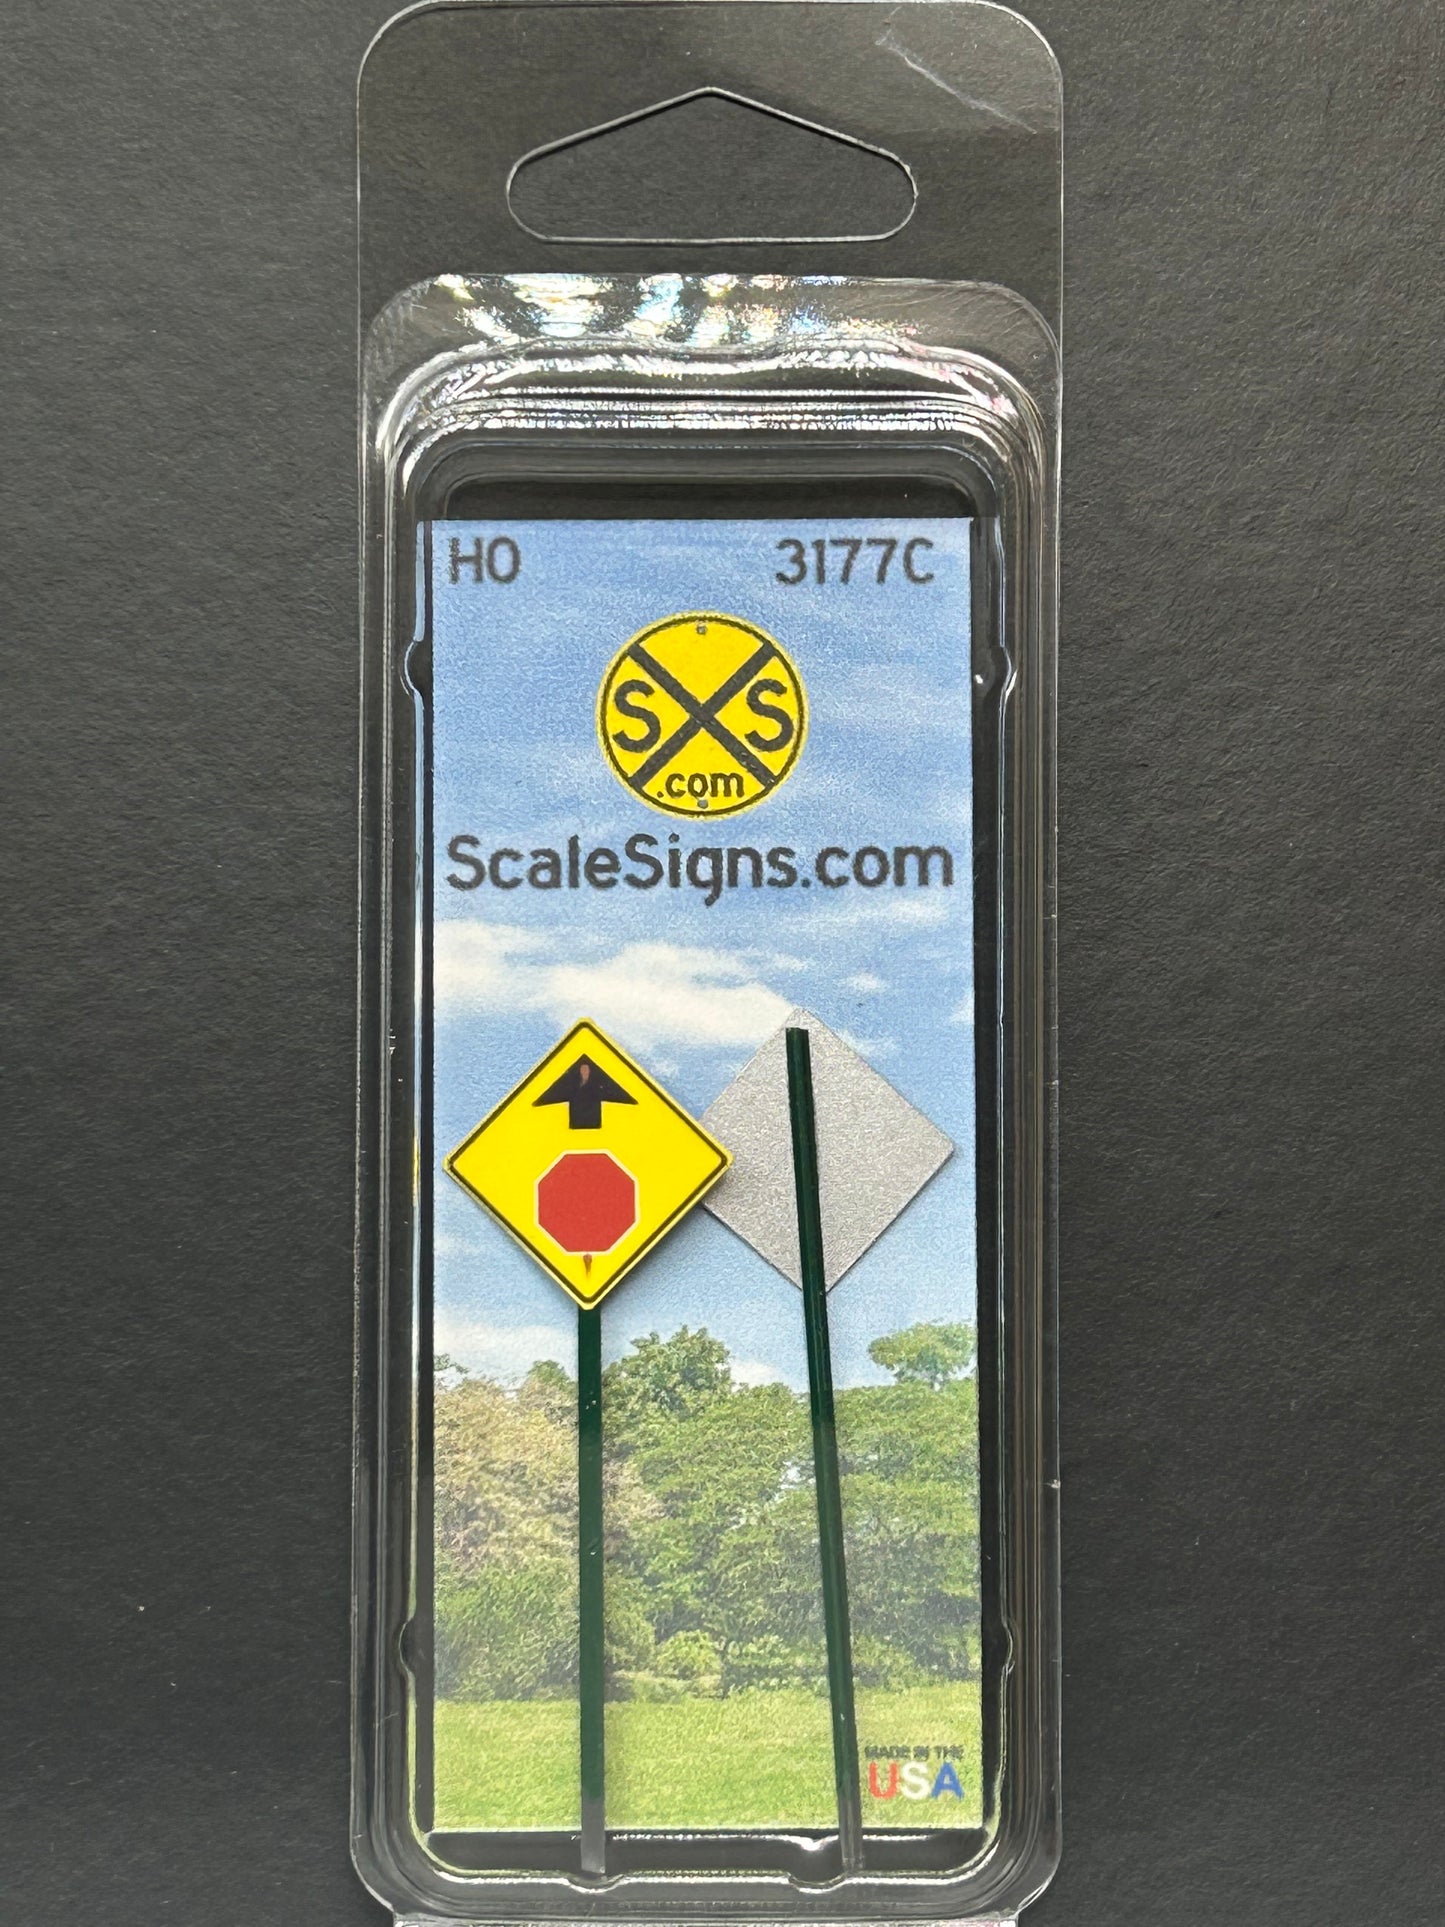 HO 3177C
S S
.com
ScaleSigns.com
MADE IN THE
USA